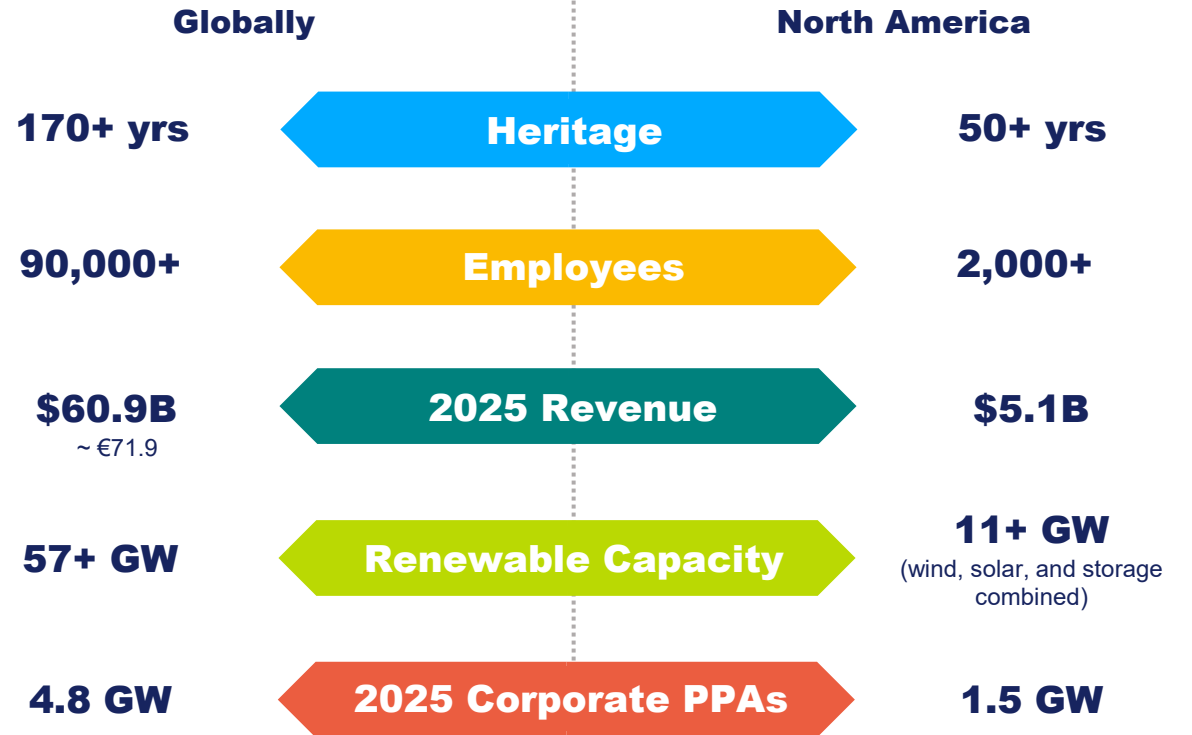 Globally
North America
170+ yrs
Heritage
50+ yrs
90,000+
Employees
2,000+
$60.9B
~ €71.9
2025 Revenue
$5.1B
57+ GW
Renewable Capacity
11+ GW
(wind, solar, and storage
combined)
4.8 GW
2025 Corporate PPAs
1.5 GW